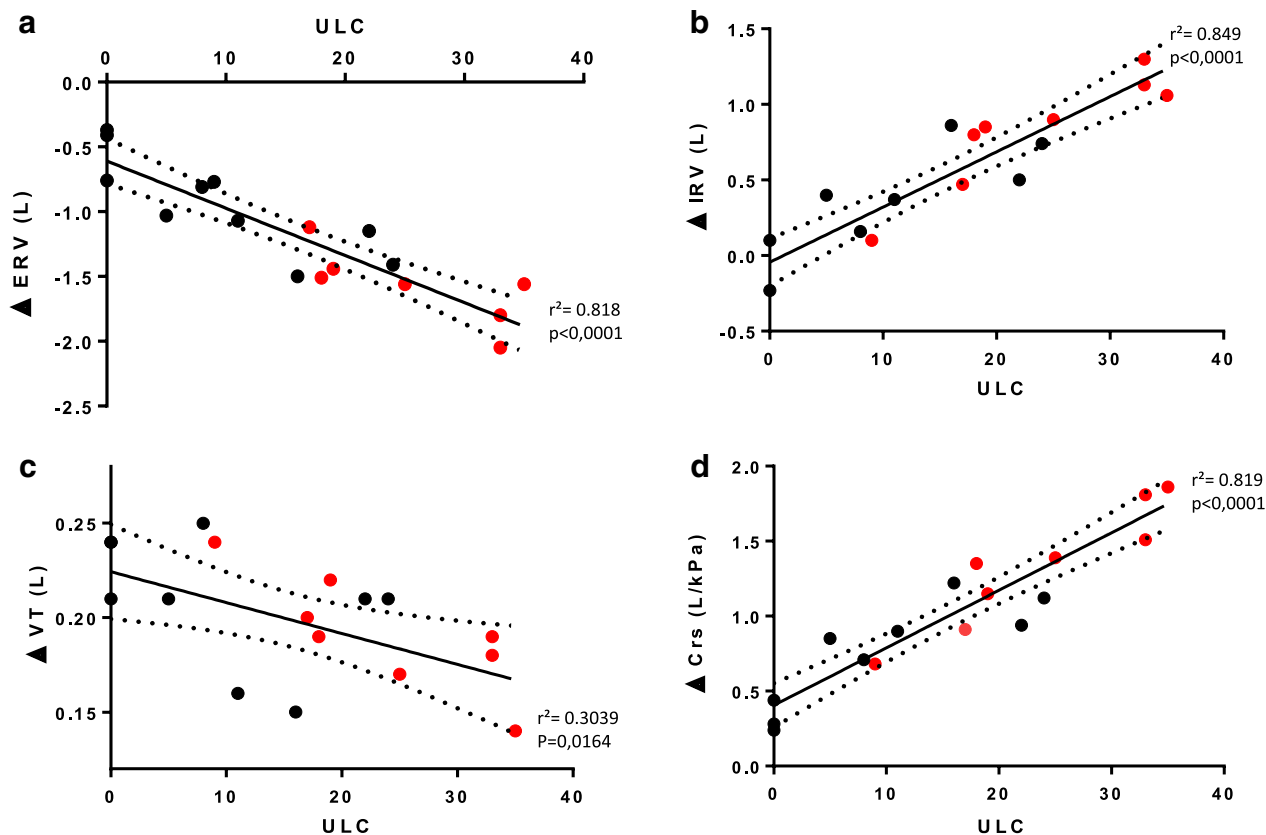 a
ULC
0 10 20 30 40
0.0
-0.5
-1.0
-1.5
-2.0
-2.5
▲ ERV (L)
r²= 0.818
p<0,0001
b
1.5
1.0
0.5
0.0
-0.5
▲ IRV (L)
r²= 0.849
p<0,0001
0 10 20 30 40
ULC
c
0.25
0.20
0.15
▲ VT (L)
r²= 0.3039
P=0,0164
0 10 20 30 40
ULC
d
2.0
1.5
1.0
0.5
0.0
▲ Crs (L/kPa)
r²= 0.819
p<0,0001
0 10 20 30 40
ULC